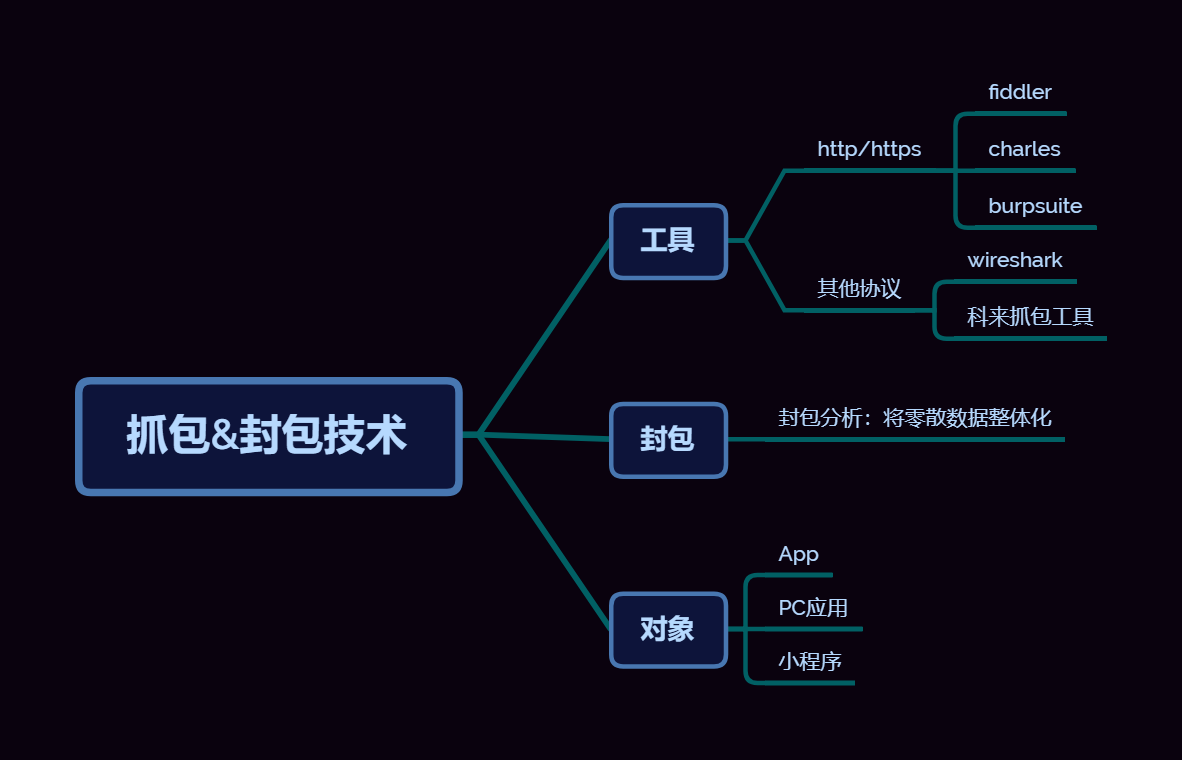 抓包&封包技术
工具
http/https
fiddler
charles
burpsuite
其他协议
wireshark
科来抓包工具
封包
封包分析：将零散数据整体化
对象
App
PC应用
小程序